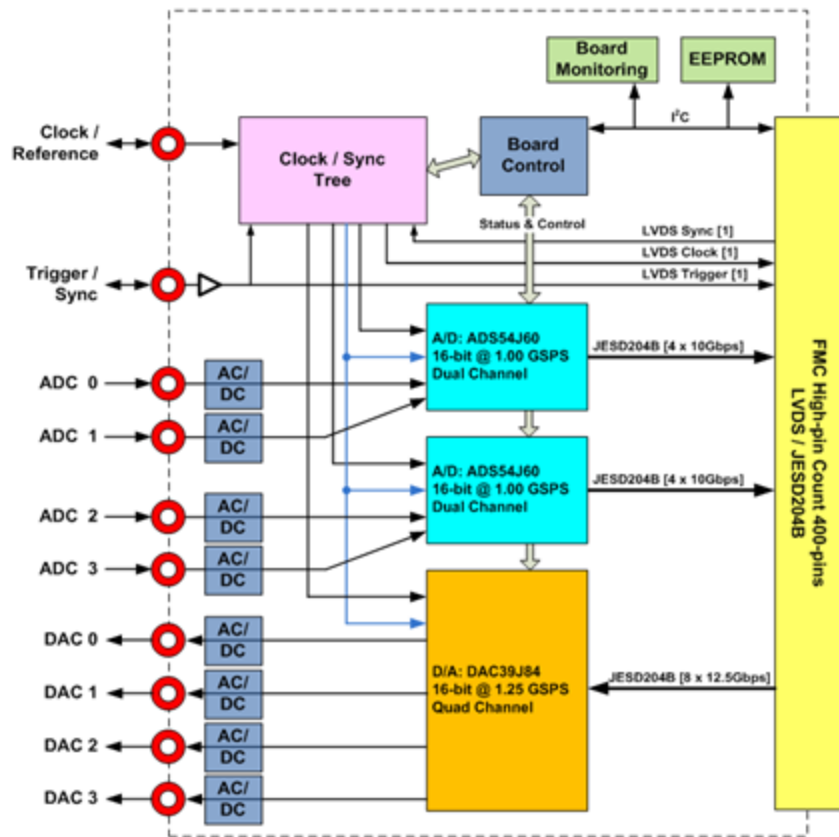 Board
Monitoring
EEPROM
Clock /
Reference
Clock / Sync
Tree
Board
Control
I²C
Status & Control
LVDS Sync [1]
LVDS Clock [1]
LVDS Trigger [1]
Trigger /
Sync
A/D: ADS54J60
16-bit @ 1.00 GSPS
Dual Channel
JESD204B [4 x 10Gbps]
ADC 0
AC/
DC
ADC 1
AC/
DC
A/D: ADS54J60
16-bit @ 1.00 GSPS
Dual Channel
JESD204B [4 x 10Gbps]
ADC 2
AC/
DC
ADC 3
AC/
DC
DAC 0
AC/
DC
DAC 1
AC/
DC
D/A: DAC39J84
16-bit @ 1.25 GSPS
Quad Channel
JESD204B [8 x 12.5Gbps]
DAC 2
AC/
DC
DAC 3
AC/
DC
FMC High-pin Count 400-pins
LVDS / JESD204B